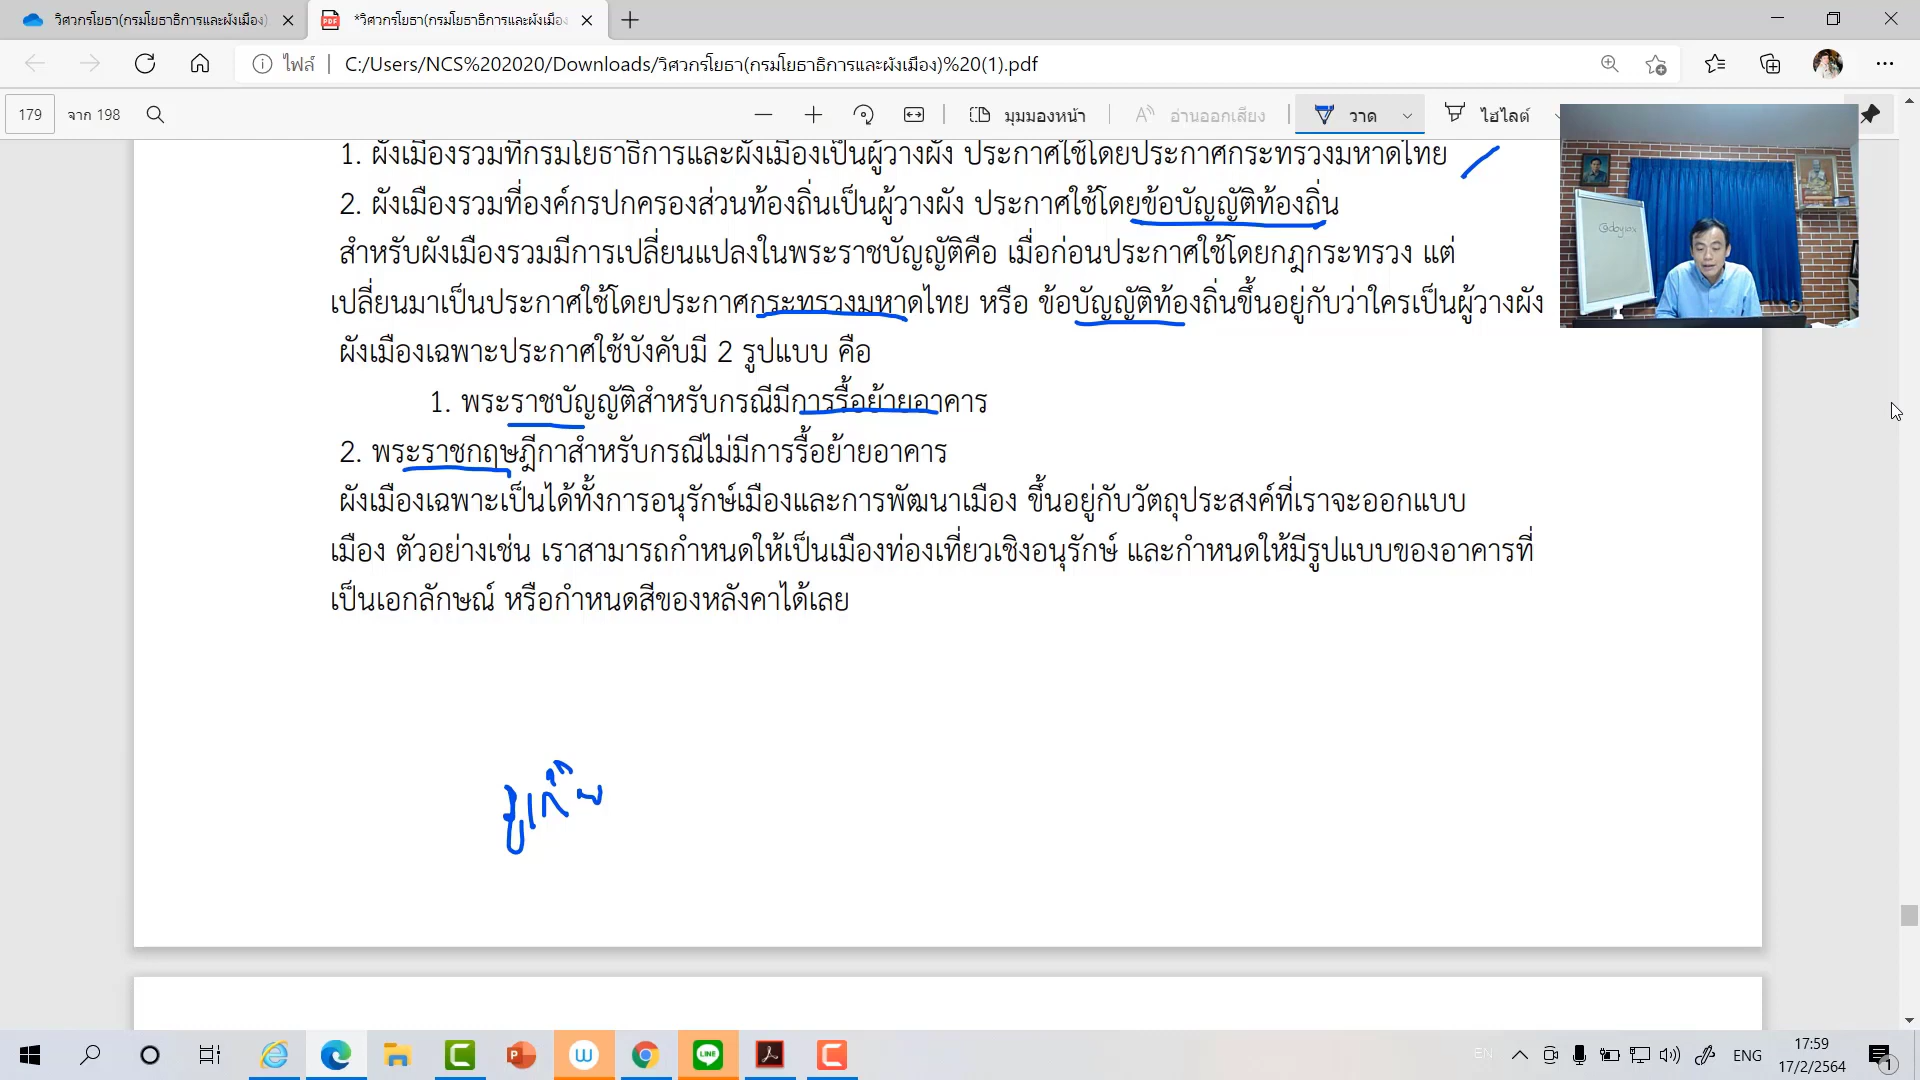 วิศวกรโยธา(กรมโยธาธิการและผังเมือง)
*วิศวกรโยธา(กรมโยธาธิการและผังเมือง
ไฟล์ C:/Users/NCS%202020/Downloads/วิศวกรโยธา(กรมโยธาธิการและผังเมือง)%20(1).pdf
179 จาก 198 มุมมองหน้า อ่านออกเสียง วาด ไฮไลต์
1. ผังเมืองรวมที่กรมโยธาธิการและผังเมืองเป็นผู้วางผัง ประกาศใช้โดยประกาศกระทรวงมหาดไทย
2. ผังเมืองรวมที่องค์กรปกครองส่วนท้องถิ่นเป็นผู้วางผัง ประกาศใช้โดยข้อบัญญัติท้องถิ่น
สำหรับผังเมืองรวมมีการเปลี่ยนแปลงในพระราชบัญญัติคือ เมื่อก่อนประกาศใช้โดยกฎกระทรวง แต่
เปลี่ยนมาเป็นประกาศใช้โดยประกาศกระทรวงมหาดไทย หรือ ข้อบัญญัติท้องถิ่นขึ้นอยู่กับว่าใครเป็นผู้วางผัง
ผังเมืองเฉพาะประกาศใช้บังคับมี 2 รูปแบบ คือ
1. พระราชบัญญัติสำหรับกรณีมีการรื้อย้ายอาคาร
2. พระราชกฤษฎีกาสำหรับกรณีไม่มีการรื้อย้ายอาคาร
ผังเมืองเฉพาะเป็นได้ทั้งการอนุรักษ์เมืองและการพัฒนาเมือง ขึ้นอยู่กับวัตถุประสงค์ที่เราจะออกแบบ
เมือง ตัวอย่างเช่น เราสามารถกำหนดให้เป็นเมืองท่องเที่ยวเชิงอนุรักษ์ และกำหนดให้มีรูปแบบของอาคารที่
เป็นเอกลักษณ์ หรือกำหนดสีของหลังคาได้เลย
EN ENG 17:59
17/2/2564
1